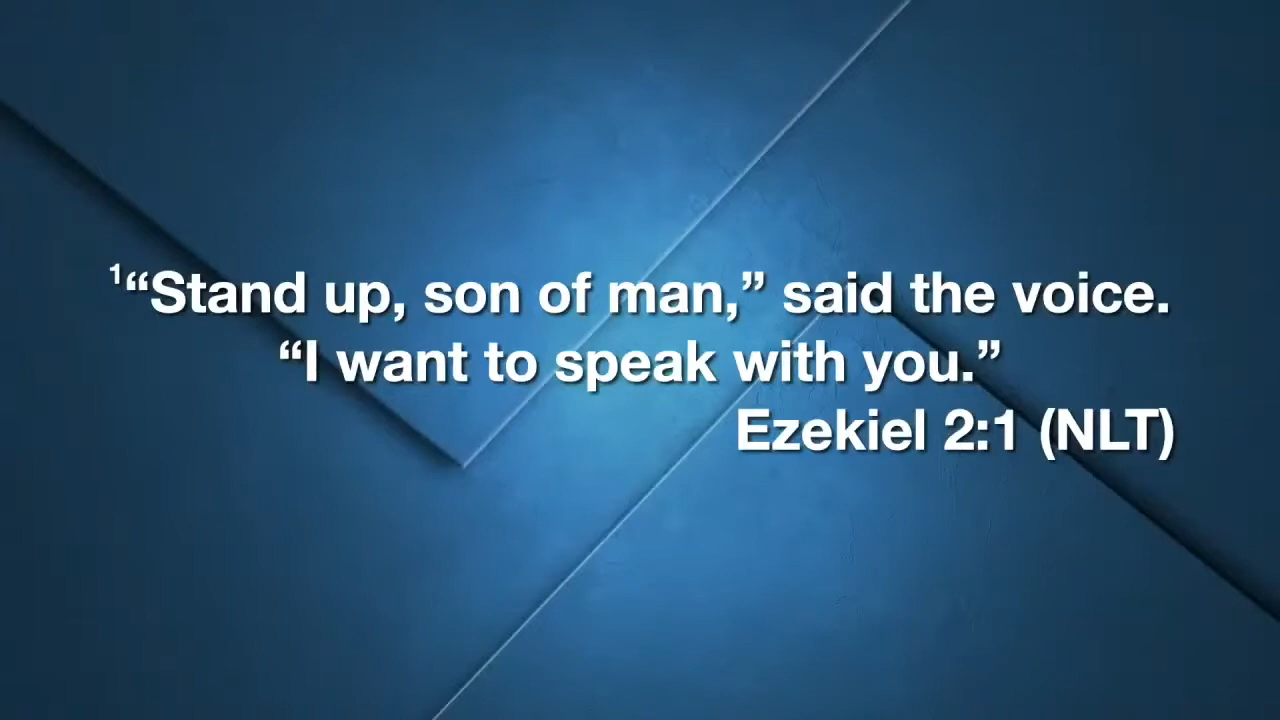 ¹“Stand up, son of man,” said the voice.
“I want to speak with you.”
Ezekiel 2:1 (NLT)